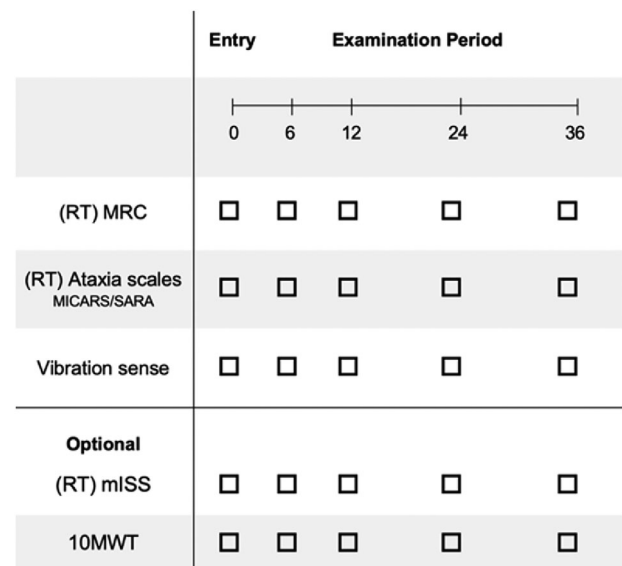 Entry Examination Period
0 6 12 24 36
(RT) MRC
(RT) Ataxia scales
MICARS/SARA
Vibration sense
Optional
(RT) mISS
10MWT